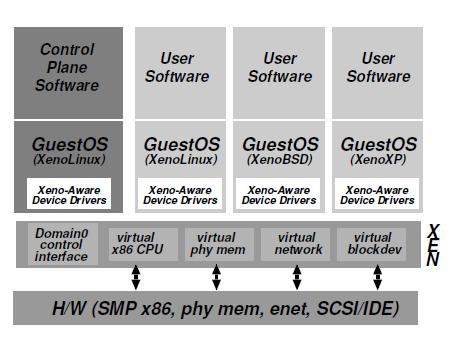 Control
Plane
Software
User
Software
User
Software
User
Software
GuestOS
(XenoLinux)
Xeno-Aware
Device Drivers
GuestOS
(XenoLinux)
Xeno-Aware
Device Drivers
GuestOS
(XenoBSD)
Xeno-Aware
Device Drivers
GuestOS
(XenoXP)
Xeno-Aware
Device Drivers
Domain0
control
interface
virtual
x86 CPU
virtual
phy mem
virtual
network
virtual
blockdev
XEN
H/W (SMP x86, phy mem, enet, SCSI/IDE)